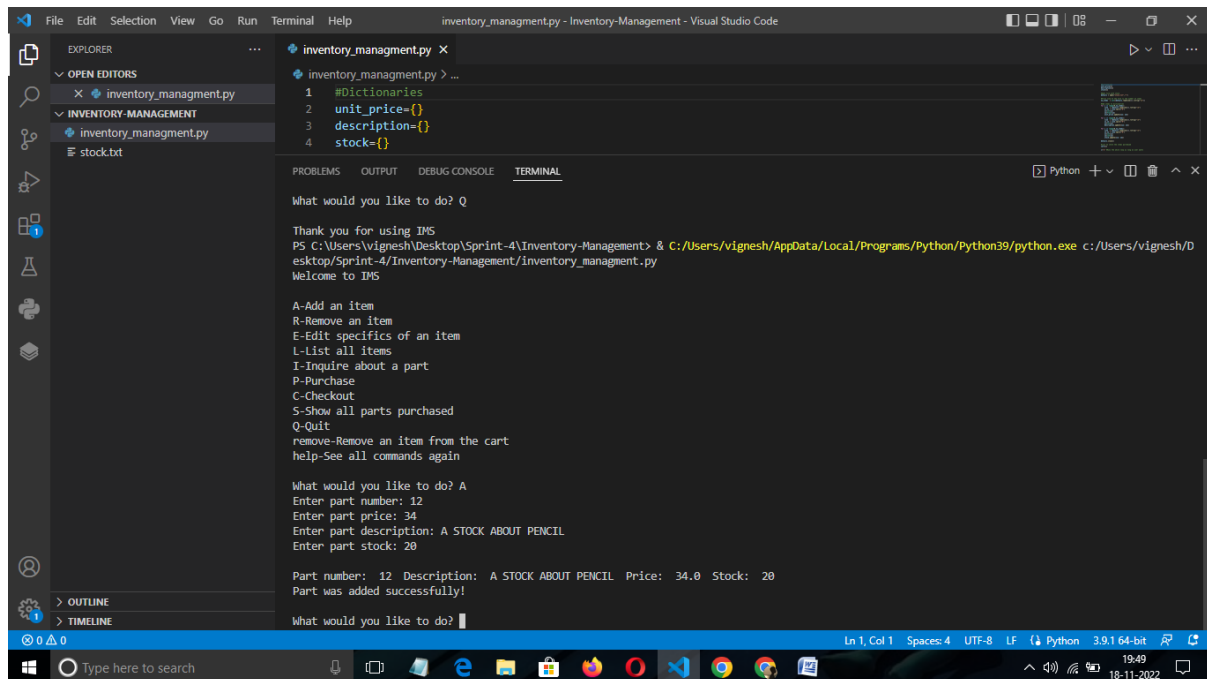 File Edit Selection View Go Run Terminal Help
inventory_managment.py - Inventory-Management - Visual Studio Code
EXPLORER
OPEN EDITORS
inventory_managment.py
INVENTORY-MANAGEMENT
inventory_managment.py
stock.txt
OUTLINE
TIMELINE
inventory_managment.py
inventory_managment.py > ...
1 #Dictionaries
2 unit_price={}
3 description={}
4 stock={}
PROBLEMS OUTPUT DEBUG CONSOLE TERMINAL
Python
What would you like to do? Q
Thank you for using IMS
PS C:\Users\vignesh\Desktop\Sprint-4\Inventory-Management> & C:/Users/vignesh/AppData/Local/Programs/Python/Python39/python.exe c:/Users/vignesh/D
esktop/Sprint-4/Inventory-Management/inventory_managment.py
Welcome to IMS
A-Add an item
R-Remove an item
E-Edit specifics of an item
L-List all items
I-Inquire about a part
P-Purchase
C-Checkout
S-Show all parts purchased
Q-Quit
remove-Remove an item from the cart
help-See all commands again
What would you like to do? A
Enter part number: 12
Enter part price: 34
Enter part description: A STOCK ABOUT PENCIL
Enter part stock: 20
Part number: 12 Description: A STOCK ABOUT PENCIL Price: 34.0 Stock: 20
Part was added successfully!
What would you like to do?
1
1
0 0
Ln 1, Col 1 Spaces: 4 UTF-8 LF Python 3.9.1 64-bit
Type here to search
19:49
18-11-2022